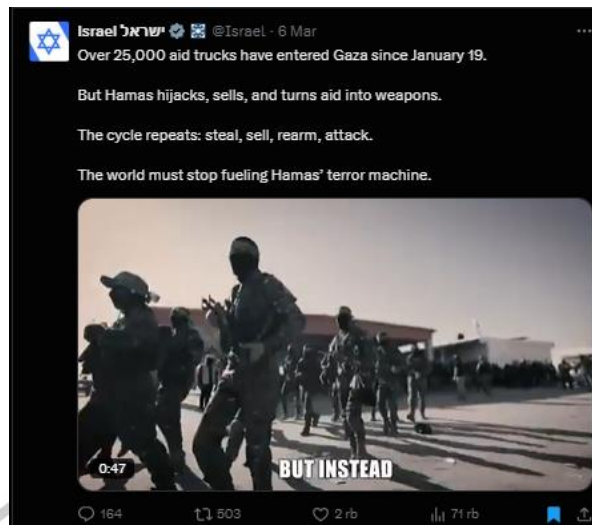 Israel ישראל @Israel · 6 Mar
Over 25,000 aid trucks have entered Gaza since January 19.
But Hamas hijacks, sells, and turns aid into weapons.
The cycle repeats: steal, sell, rearm, attack.
The world must stop fueling Hamas' terror machine.
BUT INSTEAD
0:47
164 503 2 rb 71 rb